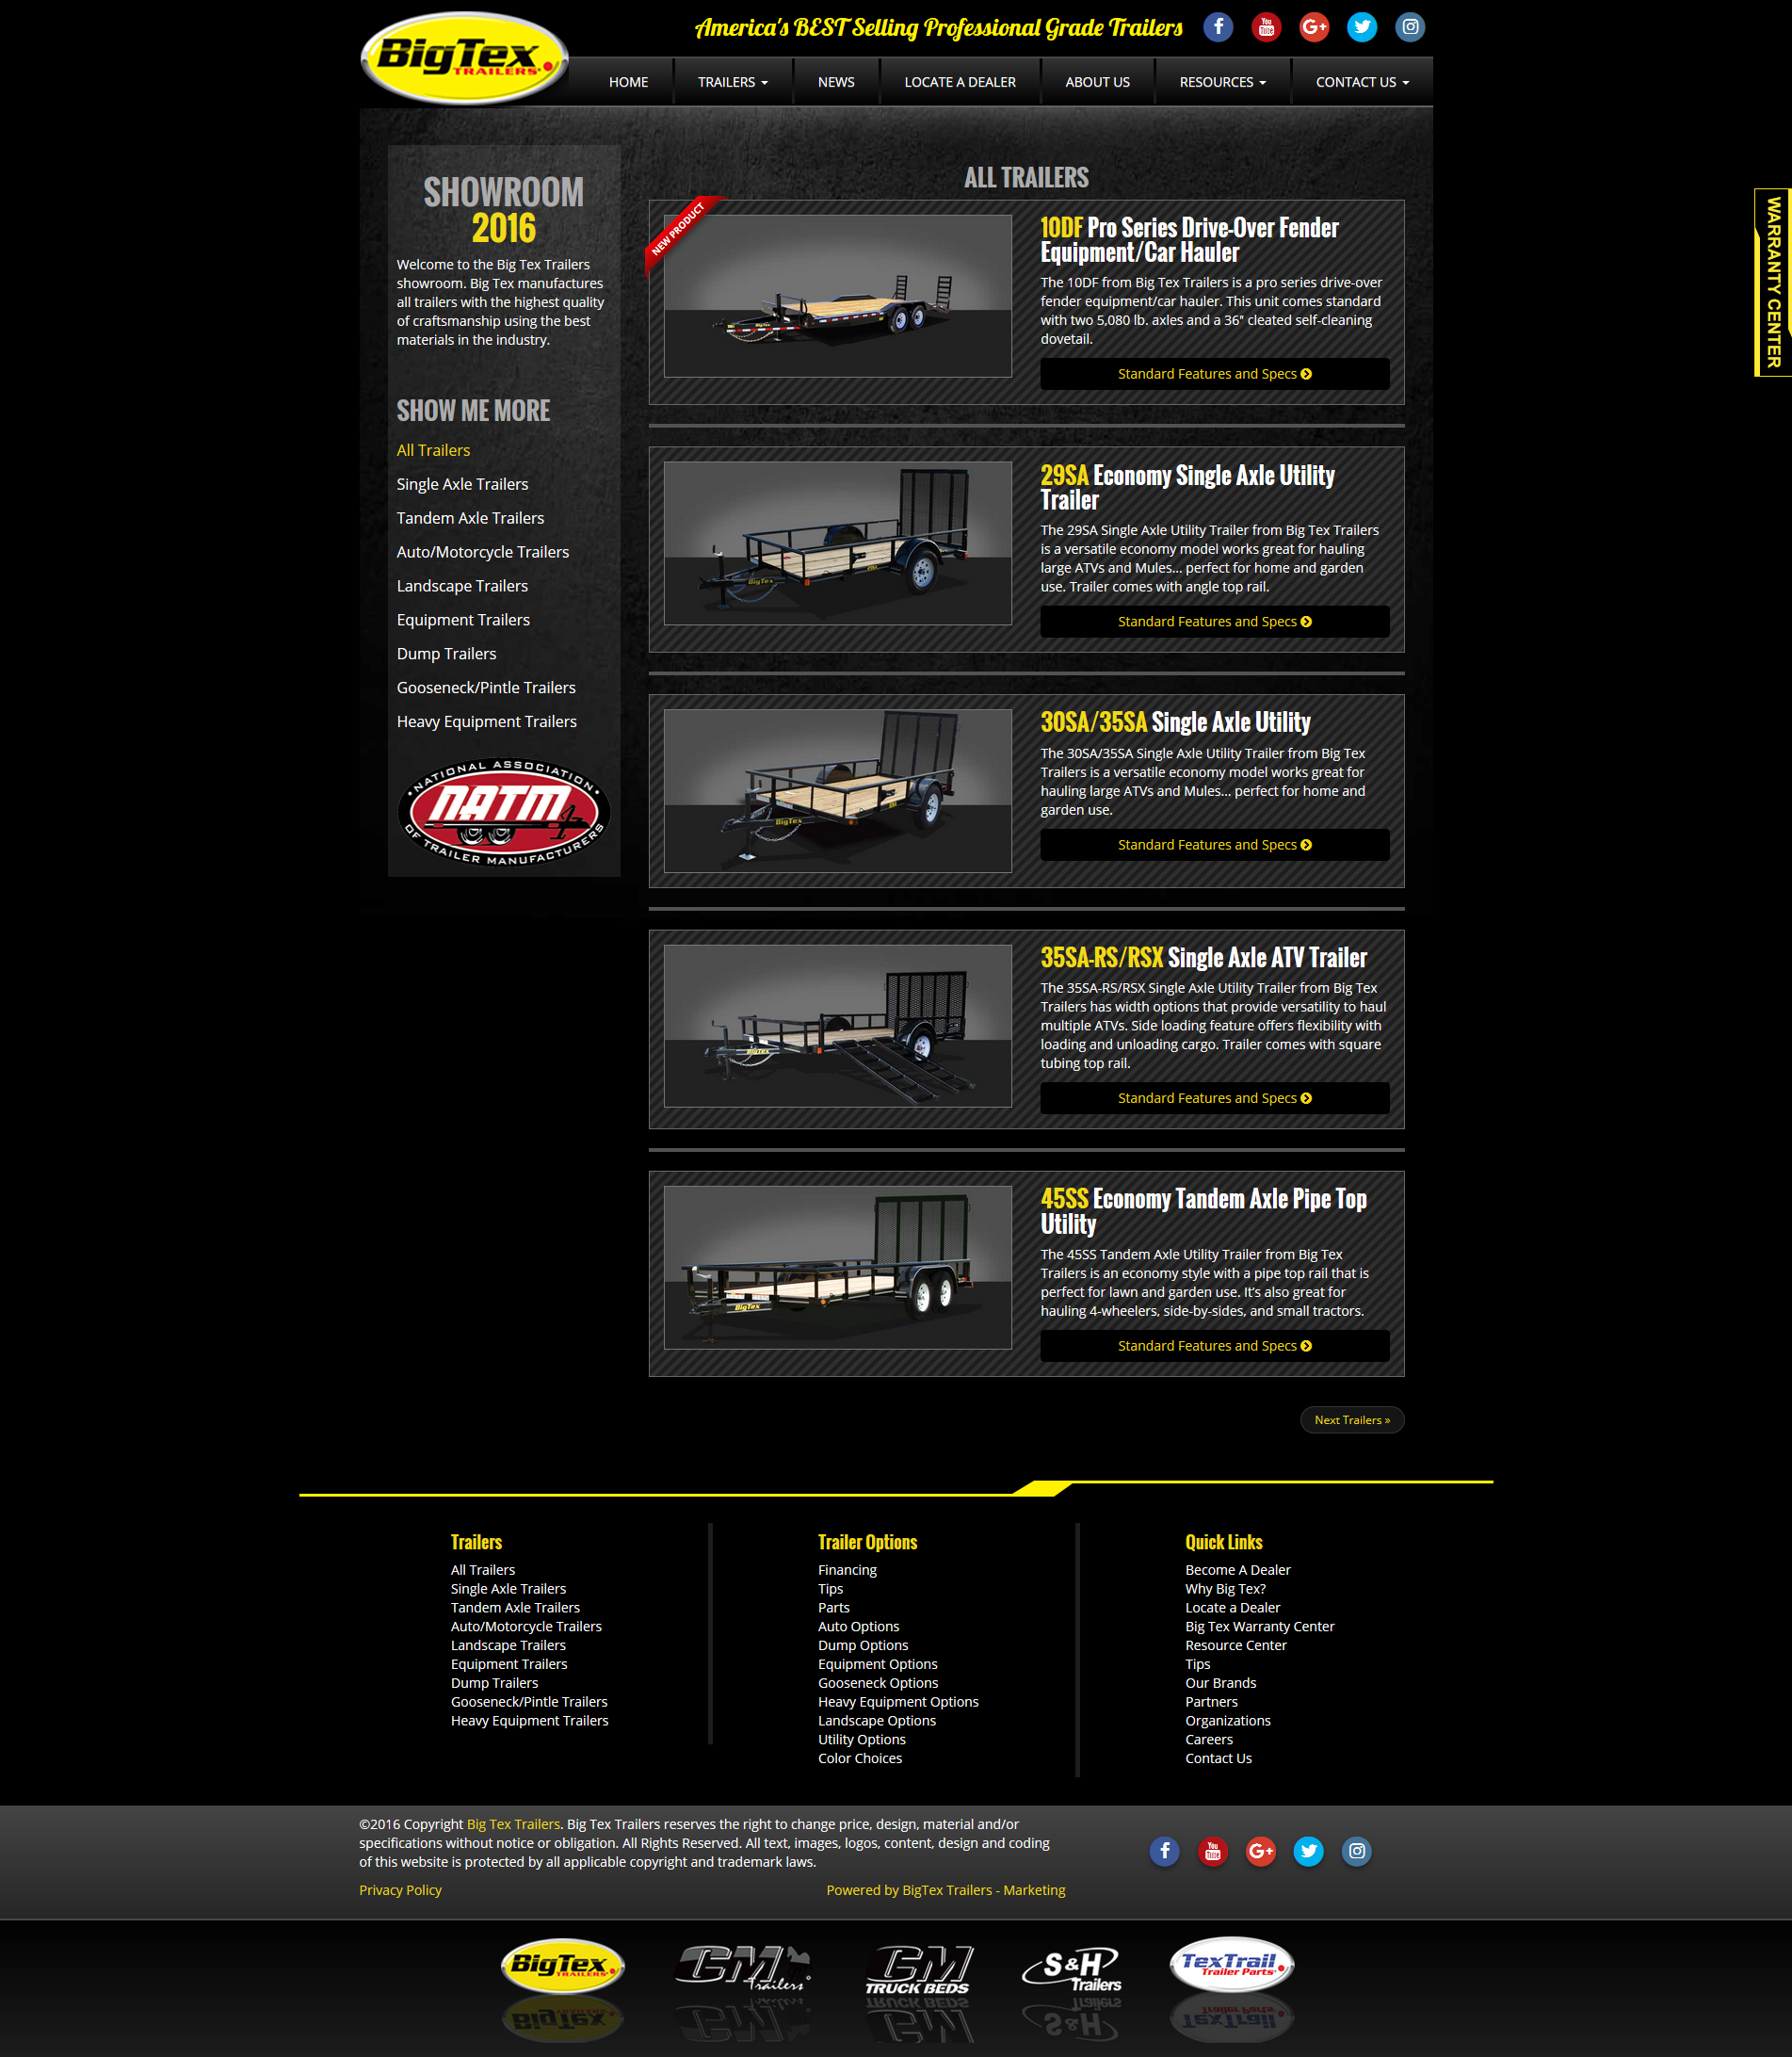 BigTex
TRAILERS
America's BEST Selling Professional Grade Trailers
HOME
TRAILERS
NEWS
LOCATE A DEALER
ABOUT US
RESOURCES
CONTACT US
WARRANTY CENTER
SHOWROOM
2016
Welcome to the Big Tex Trailers
showroom. Big Tex manufactures
all trailers with the highest quality
of craftsmanship using the best
materials in the industry.
SHOW ME MORE
All Trailers
Single Axle Trailers
Tandem Axle Trailers
Auto/Motorcycle Trailers
Landscape Trailers
Equipment Trailers
Dump Trailers
Gooseneck/Pintle Trailers
Heavy Equipment Trailers
NATIONAL ASSOCIATION
NATM
OF TRAILER MANUFACTURERS
ALL TRAILERS
NEW PRODUCT
10DF Pro Series Drive-Over Fender
Equipment/Car Hauler
The 10DF from Big Tex Trailers is a pro series drive-over
fender equipment/car hauler. This unit comes standard
with two 5,080 lb. axles and a 36" cleated self-cleaning
dovetail.
Standard Features and Specs
BigTex
29SA Economy Single Axle Utility
Trailer
The 29SA Single Axle Utility Trailer from Big Tex Trailers
is a versatile economy model works great for hauling
large ATVs and Mules... perfect for home and garden
use. Trailer comes with angle top rail.
Standard Features and Specs
BigTex
30SA/35SA Single Axle Utility
The 30SA/35SA Single Axle Utility Trailer from Big Tex
Trailers is a versatile economy model works great for
hauling large ATVs and Mules... perfect for home and
garden use.
Standard Features and Specs
BigTex
35SA-RS/RSX Single Axle ATV Trailer
The 35SA-RS/RSX Single Axle Utility Trailer from Big Tex
Trailers has width options that provide versatility to haul
multiple ATVs. Side loading feature offers flexibility with
loading and unloading cargo. Trailer comes with square
tubing top rail.
Standard Features and Specs
BigTex
45SS Economy Tandem Axle Pipe Top
Utility
The 45SS Tandem Axle Utility Trailer from Big Tex
Trailers is an economy style with a pipe top rail that is
perfect for lawn and garden use. It's also great for
hauling 4-wheelers, side-by-sides, and small tractors.
Standard Features and Specs
BigTex
Next Trailers »
Trailers
All Trailers
Single Axle Trailers
Tandem Axle Trailers
Auto/Motorcycle Trailers
Landscape Trailers
Equipment Trailers
Dump Trailers
Gooseneck/Pintle Trailers
Heavy Equipment Trailers
Trailer Options
Financing
Tips
Parts
Auto Options
Dump Options
Equipment Options
Gooseneck Options
Heavy Equipment Options
Landscape Options
Utility Options
Color Choices
Quick Links
Become A Dealer
Why Big Tex?
Locate a Dealer
Big Tex Warranty Center
Resource Center
Tips
Our Brands
Partners
Organizations
Careers
Contact Us
©2016 Copyright Big Tex Trailers. Big Tex Trailers reserves the right to change price, design, material and/or
specifications without notice or obligation. All Rights Reserved. All text, images, logos, content, design and coding
of this website is protected by all applicable copyright and trademark laws.
Privacy Policy
Powered by BigTex Trailers - Marketing
You
Tube
BigTex
TRAILERS
CM
Trailers
CM
TRUCK BEDS
S&H
Trailers
TexTrail
Trailer Parts